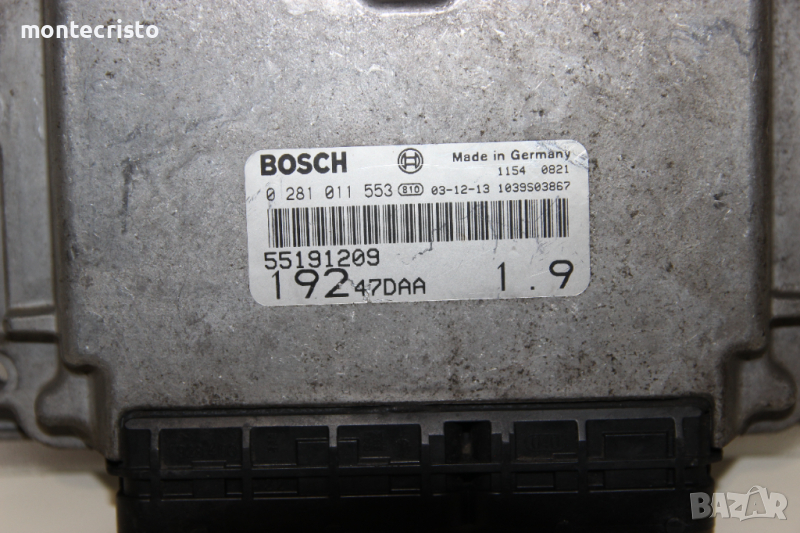 montecristo
BOSCH Made in Germany
1154 0821
0 281 011 553 810 03-12-13 1039S03867
55191209
192 47DAA 1.9
BAZAR